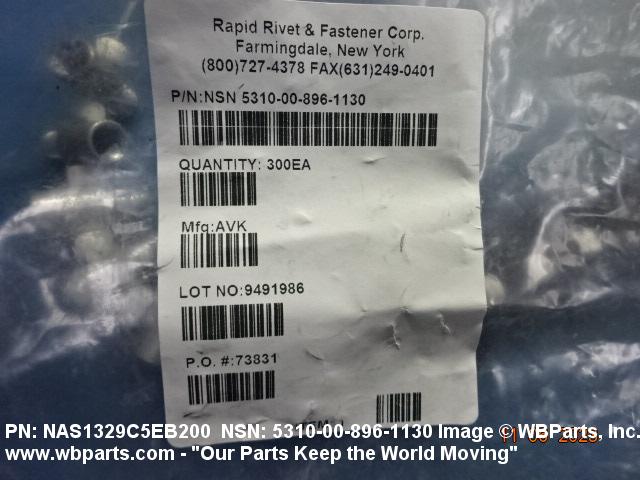 Rapid Rivet & Fastener Corp.
Farmingdale, New York
(800)727-4378 FAX(631)249-0401
P/N:NSN 5310-00-896-1130
QUANTITY: 300EA
Mfg:AVK
LOT NO:9491986
P.O. #:73831
PN: NAS1329C5EB200 NSN: 5310-00-896-1130 Image © WBParts, Inc.
www.wbparts.com - "Our Parts Keep the World Moving"